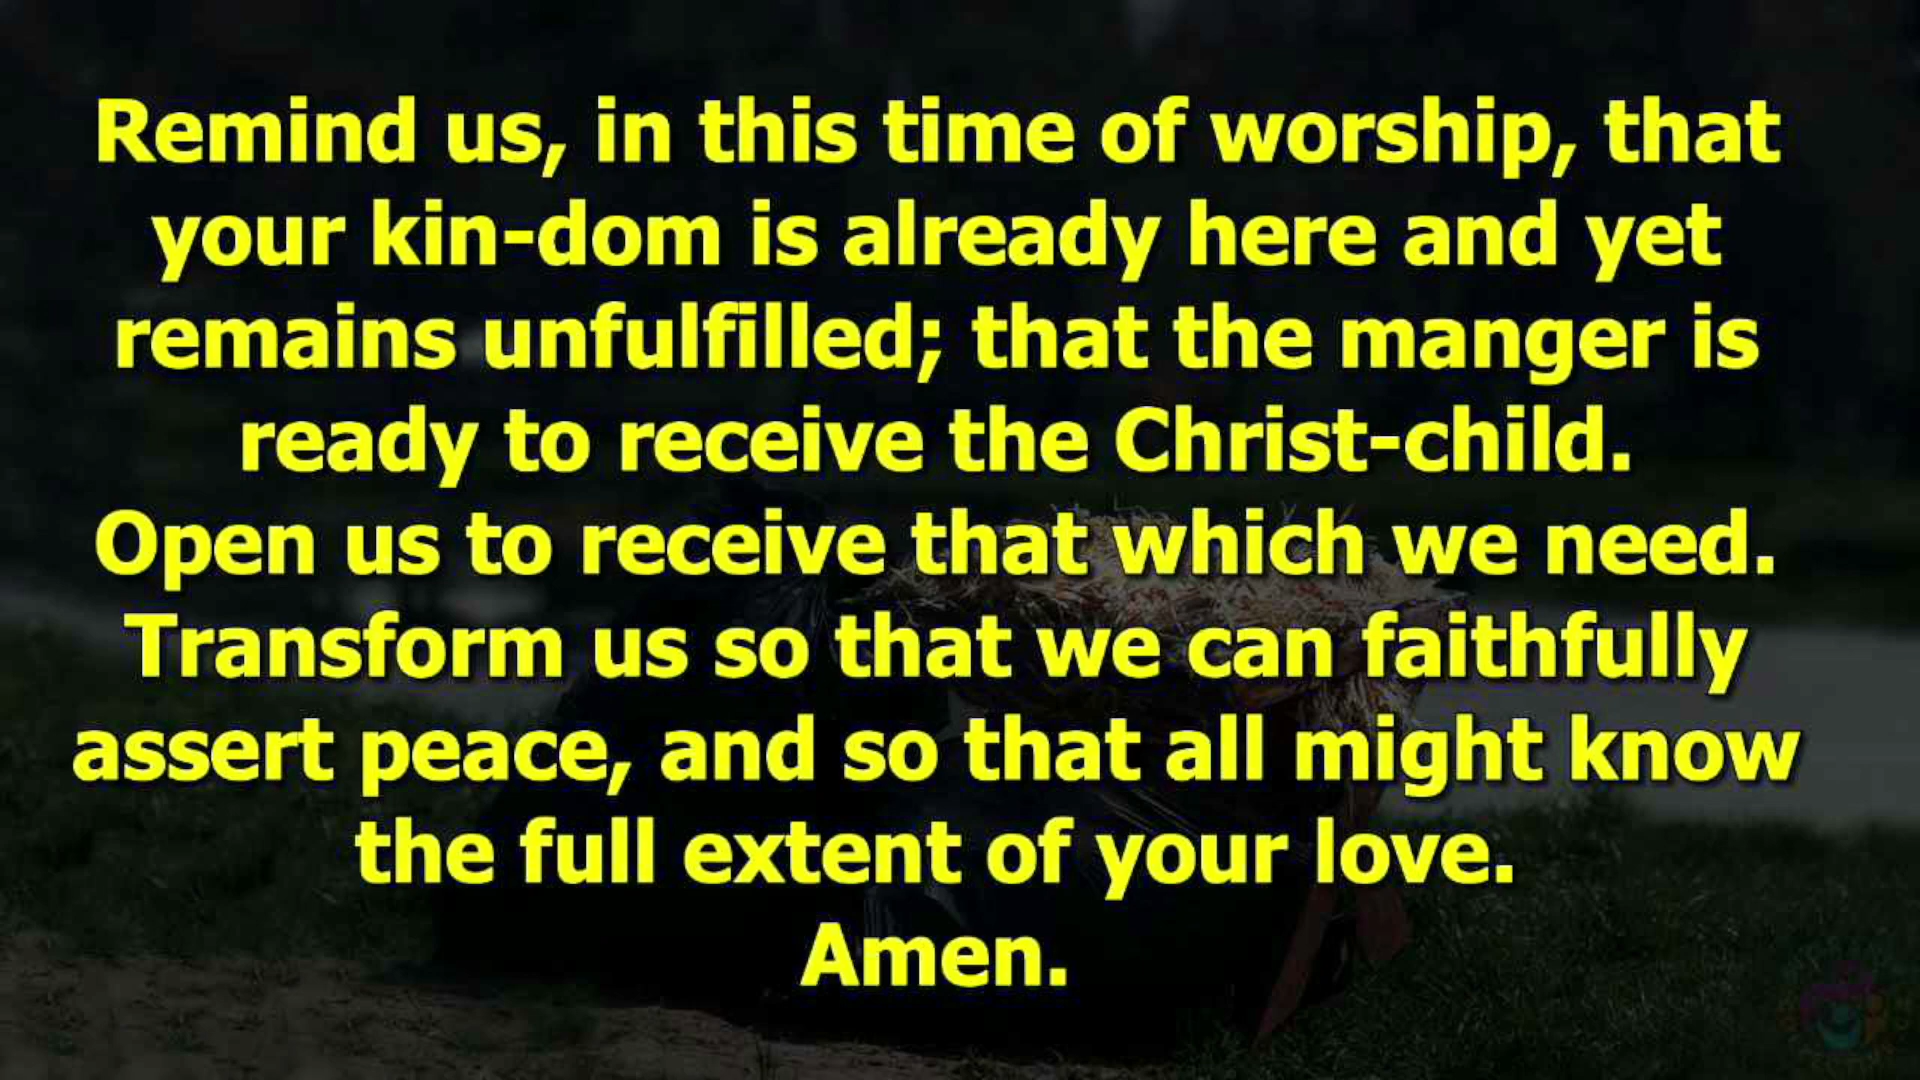 Remind us, in this time of worship, that
your kin-dom is already here and yet
remains unfulfilled; that the manger is
ready to receive the Christ-child.
Open us to receive that which we need.
Transform us so that we can faithfully
assert peace, and so that all might know
the full extent of your love.
Amen.